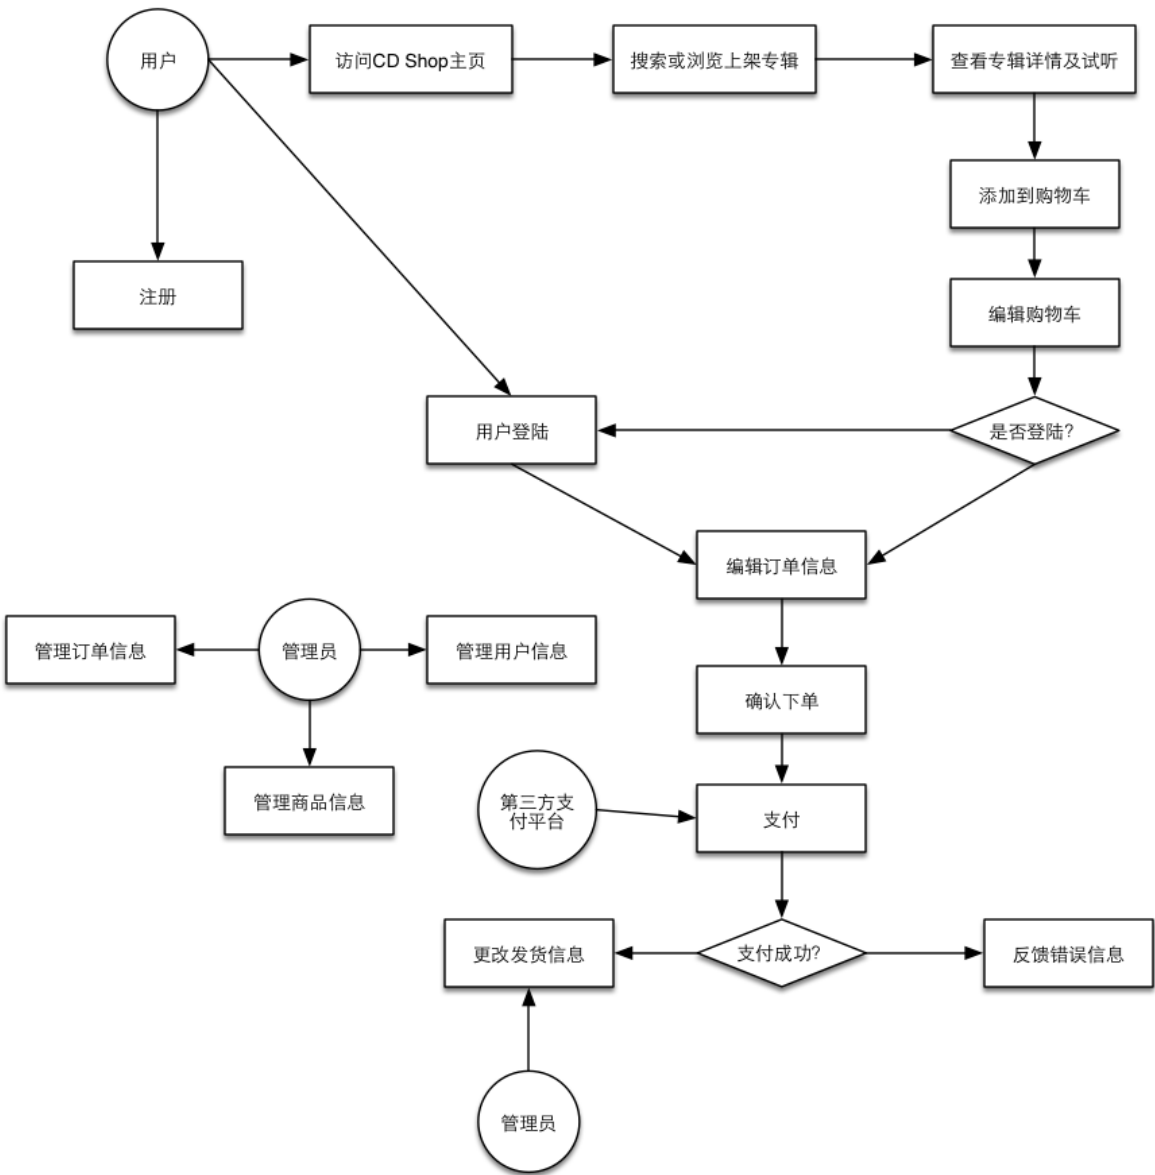 用户
访问CD Shop主页
搜索或浏览上架专辑
查看专辑详情及试听
添加到购物车
注册
编辑购物车
用户登陆
是否登陆?
编辑订单信息
管理订单信息
管理员
管理用户信息
确认下单
管理商品信息
第三方支
付平台
支付
更改发货信息
支付成功?
反馈错误信息
管理员